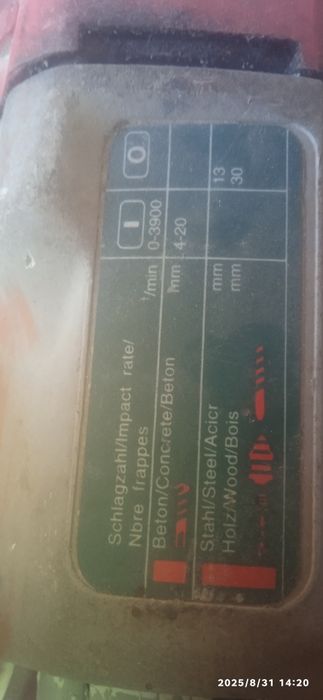 I O
Schlagzahl/Impact rate/
Nbre frappes ¹/min 0-3900
Beton/Concrete/Beton mm 4-20
Stahl/Steel/Acier mm 13
Holz/Wood/Bois mm 30
2025/8/31 14:20